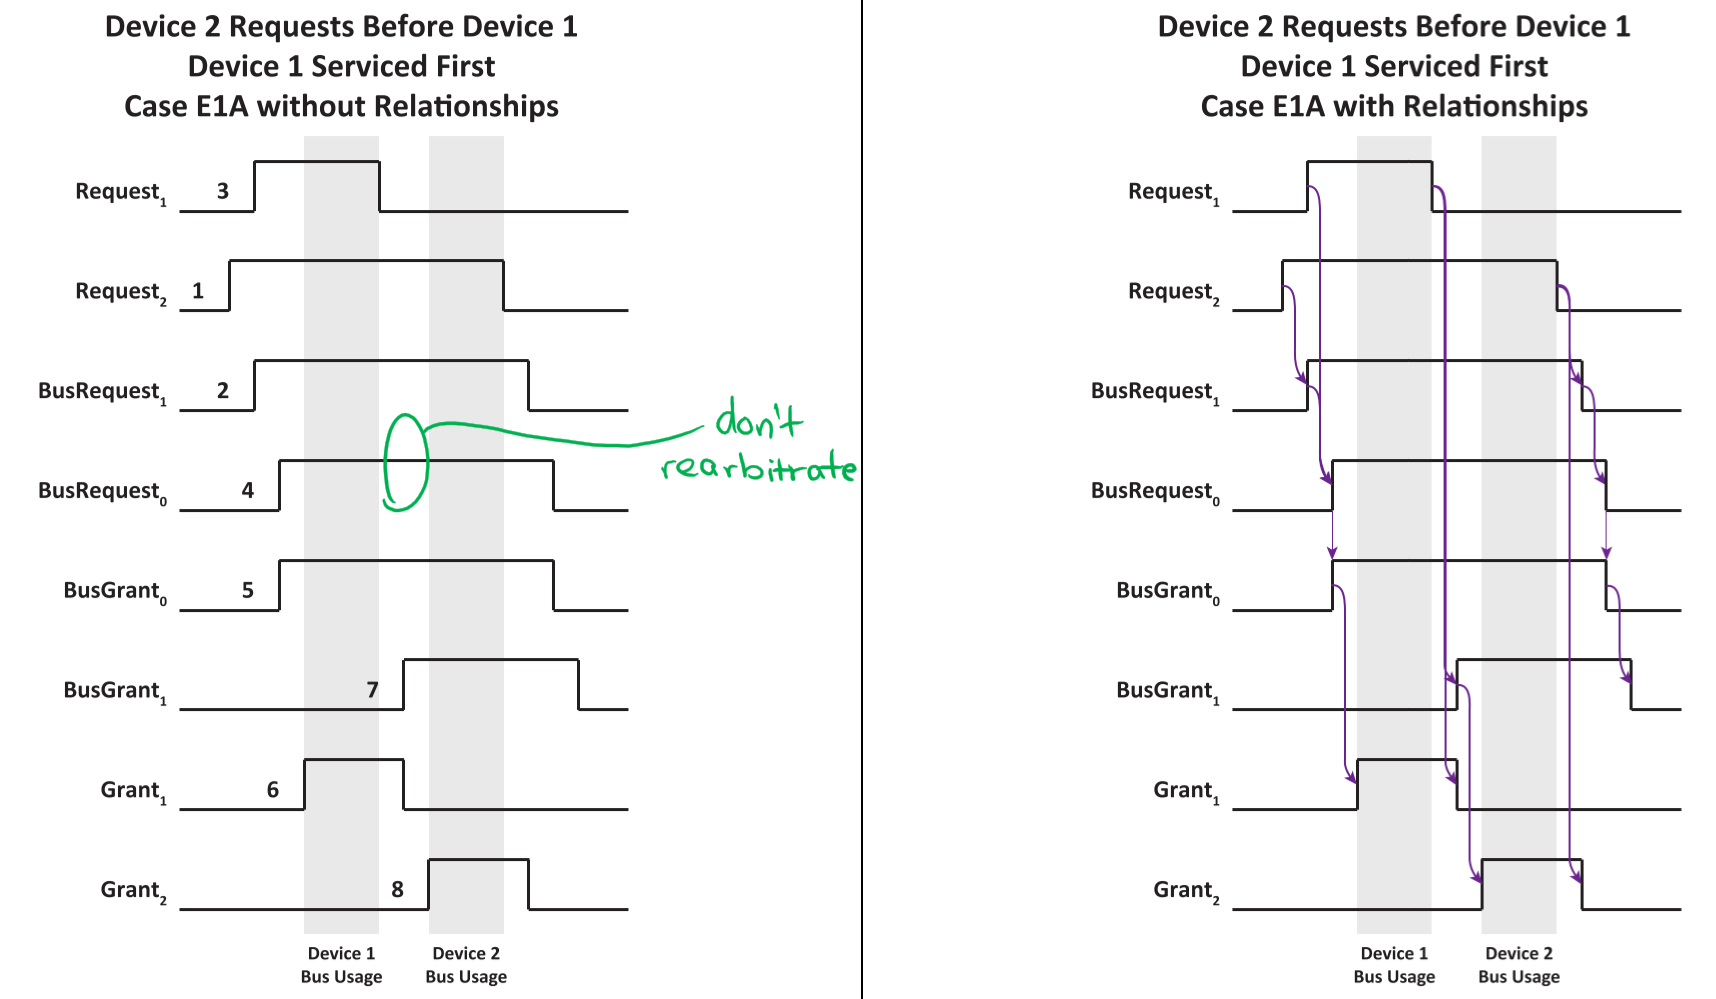 Device 2 Requests Before Device 1
Device 1 Serviced First
Case E1A without Relationships
Request1 3
Request2 1
BusRequest1 2
don't
rearbitrate
BusRequest0 4
BusGrant0 5
BusGrant1 7
Grant1 6
Grant2 8
Device 1
Bus Usage
Device 2
Bus Usage
Device 2 Requests Before Device 1
Device 1 Serviced First
Case E1A with Relationships
Request1
Request2
BusRequest1
BusRequest0
BusGrant0
BusGrant1
Grant1
Grant2
Device 1
Bus Usage
Device 2
Bus Usage